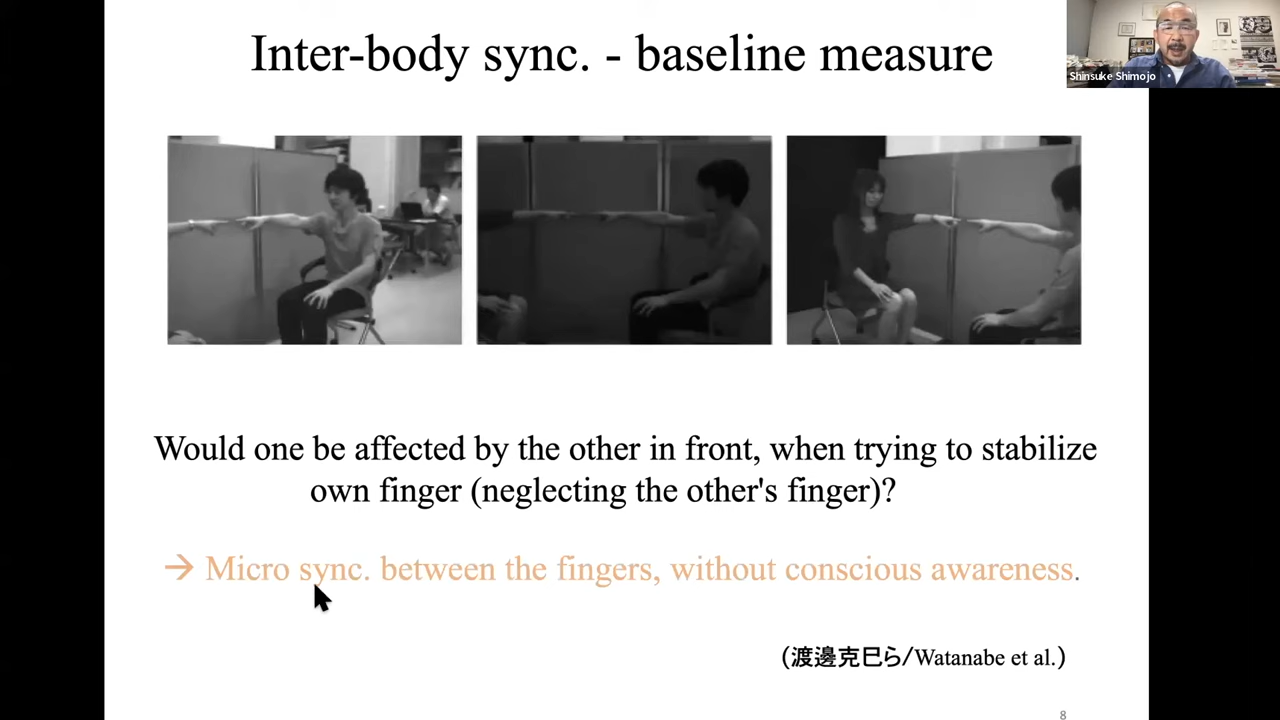 Inter-body sync. - baseline measure
Shinsuke Shimojo
Would one be affected by the other in front, when trying to stabilize
own finger (neglecting the other's finger)?
→ Micro sync. between the fingers, without conscious awareness.
(渡邊克巳ら/Watanabe et al.)
8